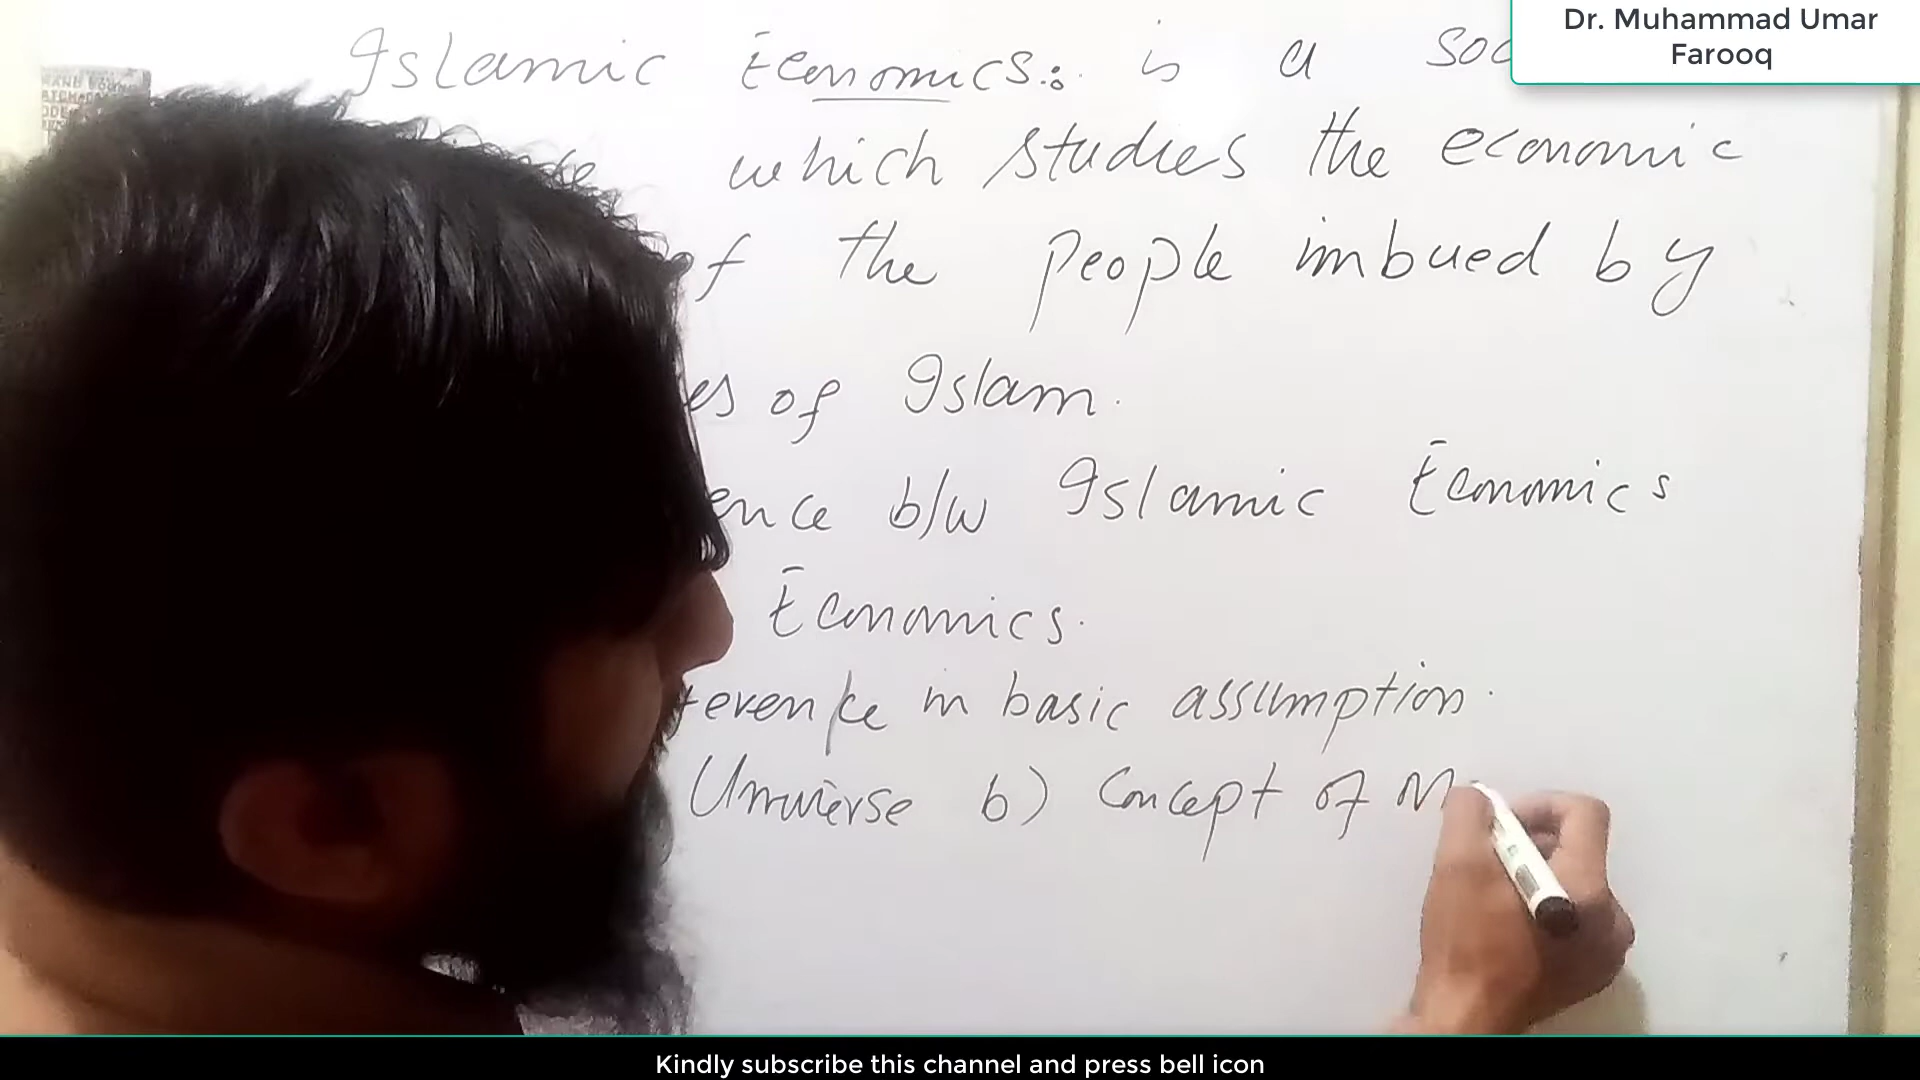 Dr. Muhammad Umar
Farooq
Islamic Economics: is a
which studies the economic
of the people imbued by
of Islam.
b/w Islamic Economics
Economics.
in basic assumption.
Universe b) Concept of
Kindly subscribe this channel and press bell icon